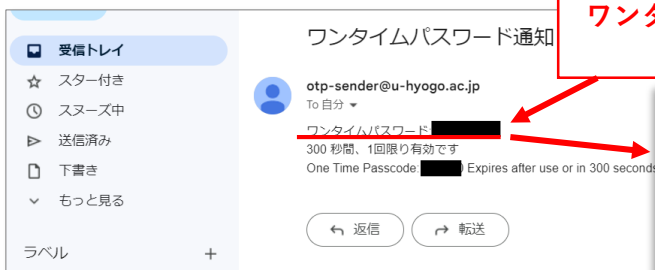 ワンタ
受信トレイ
スター付き
スヌーズ中
送信済み
下書き
もっと見る
ラベル
ワンタイムパスワード通知
otp-sender@u-hyogo.ac.jp
To 自分
ワンタイムパスワード:
300 秒間、1回限り有効です
One Time Passcode: ) Expires after use or in 300 seconds
返信
転送